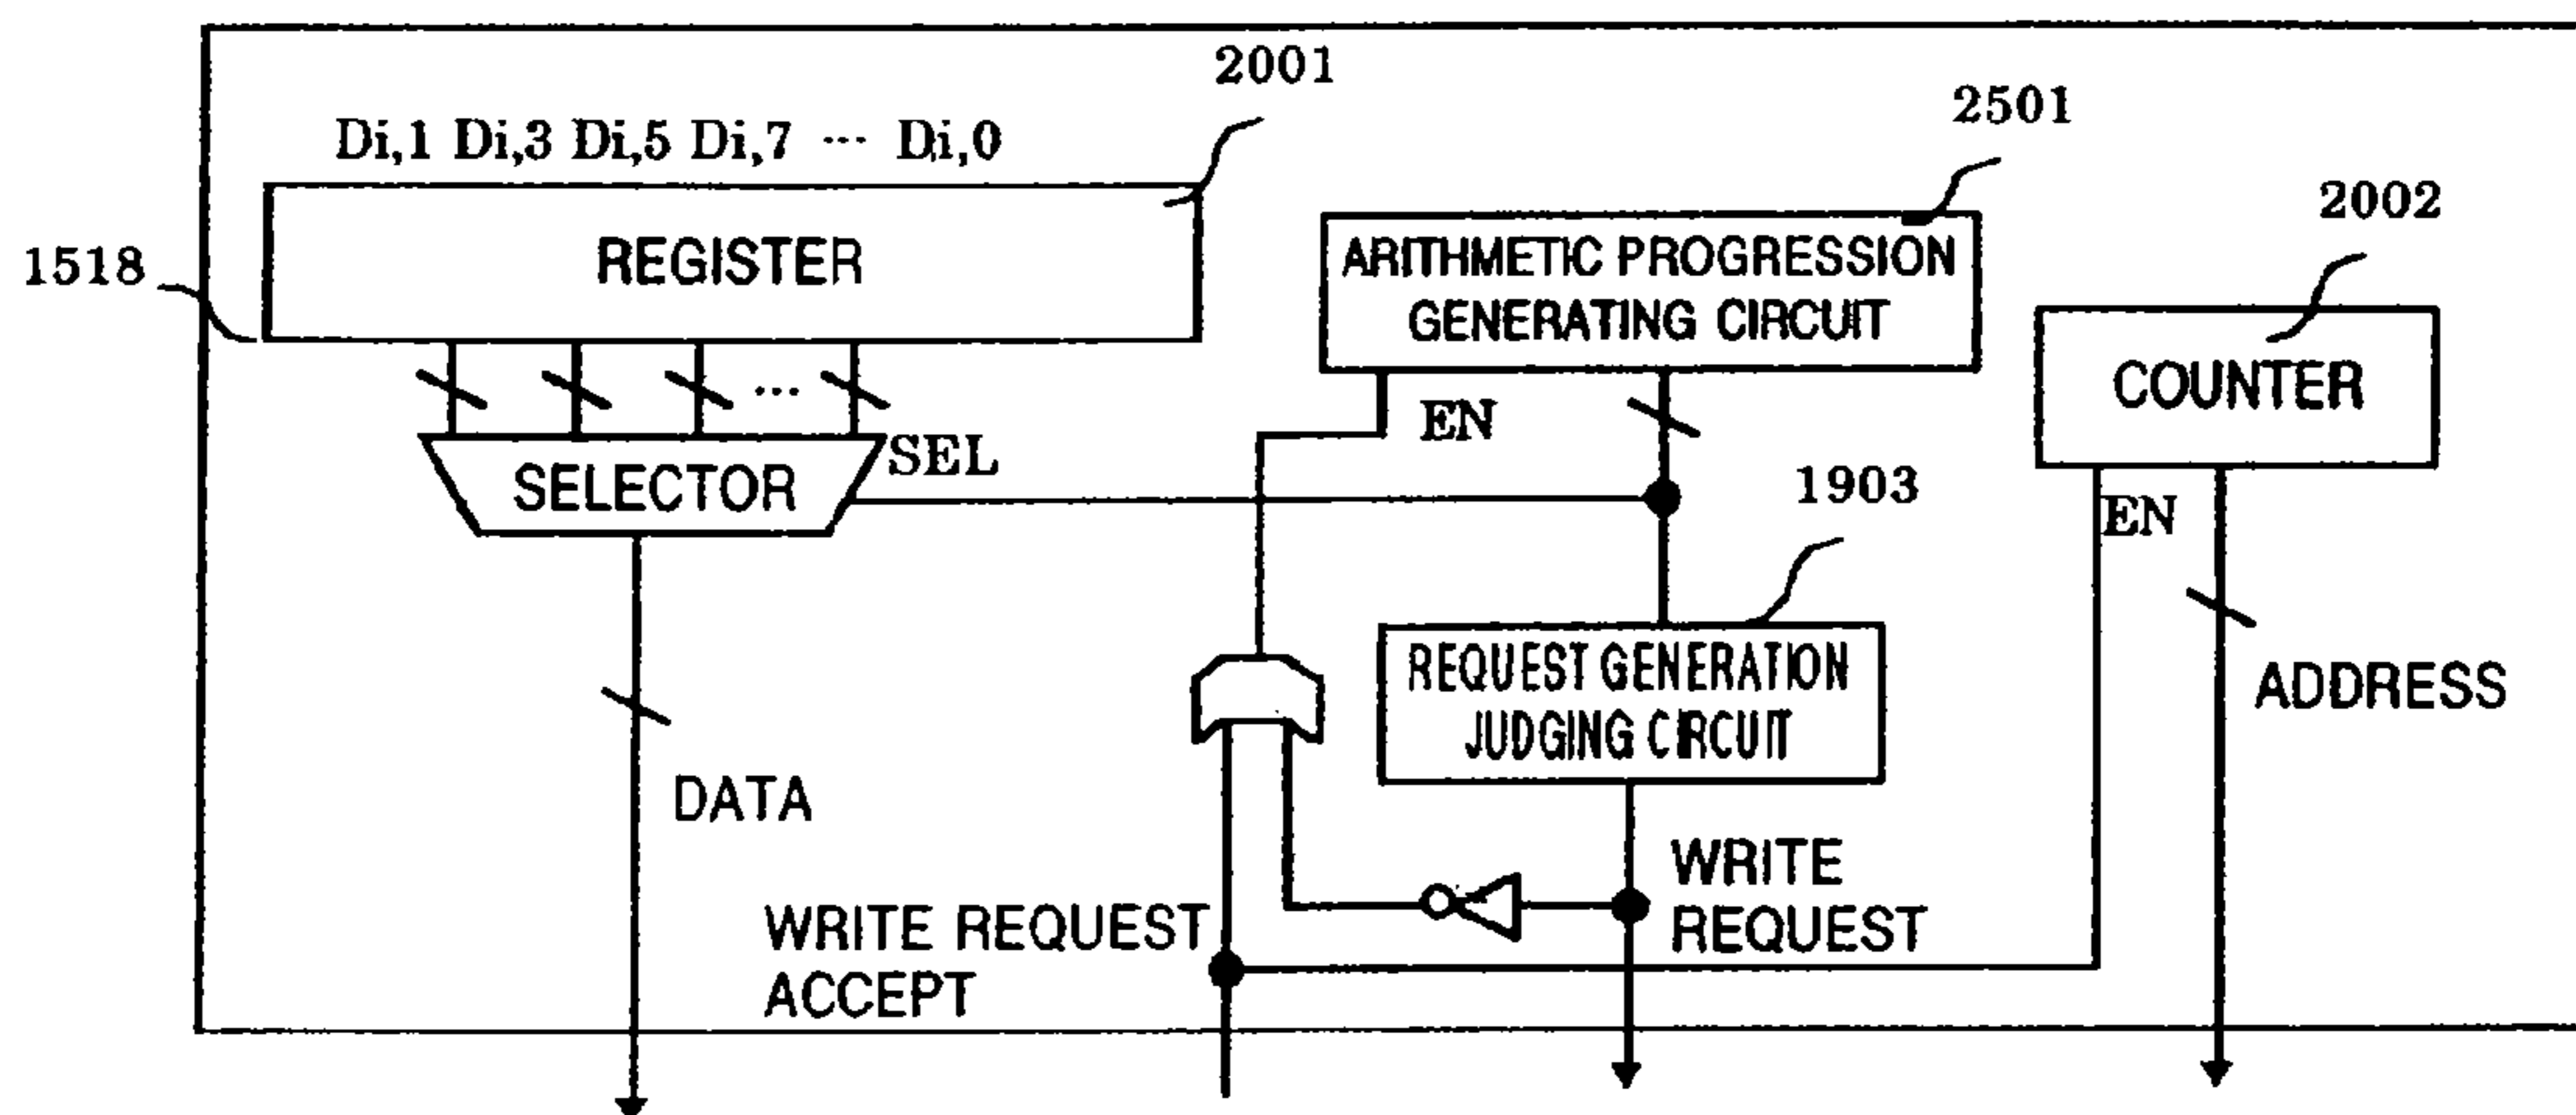 2001
2501
Di,1 Di,3 Di,5 Di,7 ... Di,0
2002
1518
REGISTER
ARITHMETIC PROGRESSION
GENERATING CIRCUIT
COUNTER
...
EN
SEL
SELECTOR
1903
EN
REQUEST GENERATION
JUDGING CIRCUIT
ADDRESS
DATA
WRITE
REQUEST
WRITE REQUEST
ACCEPT